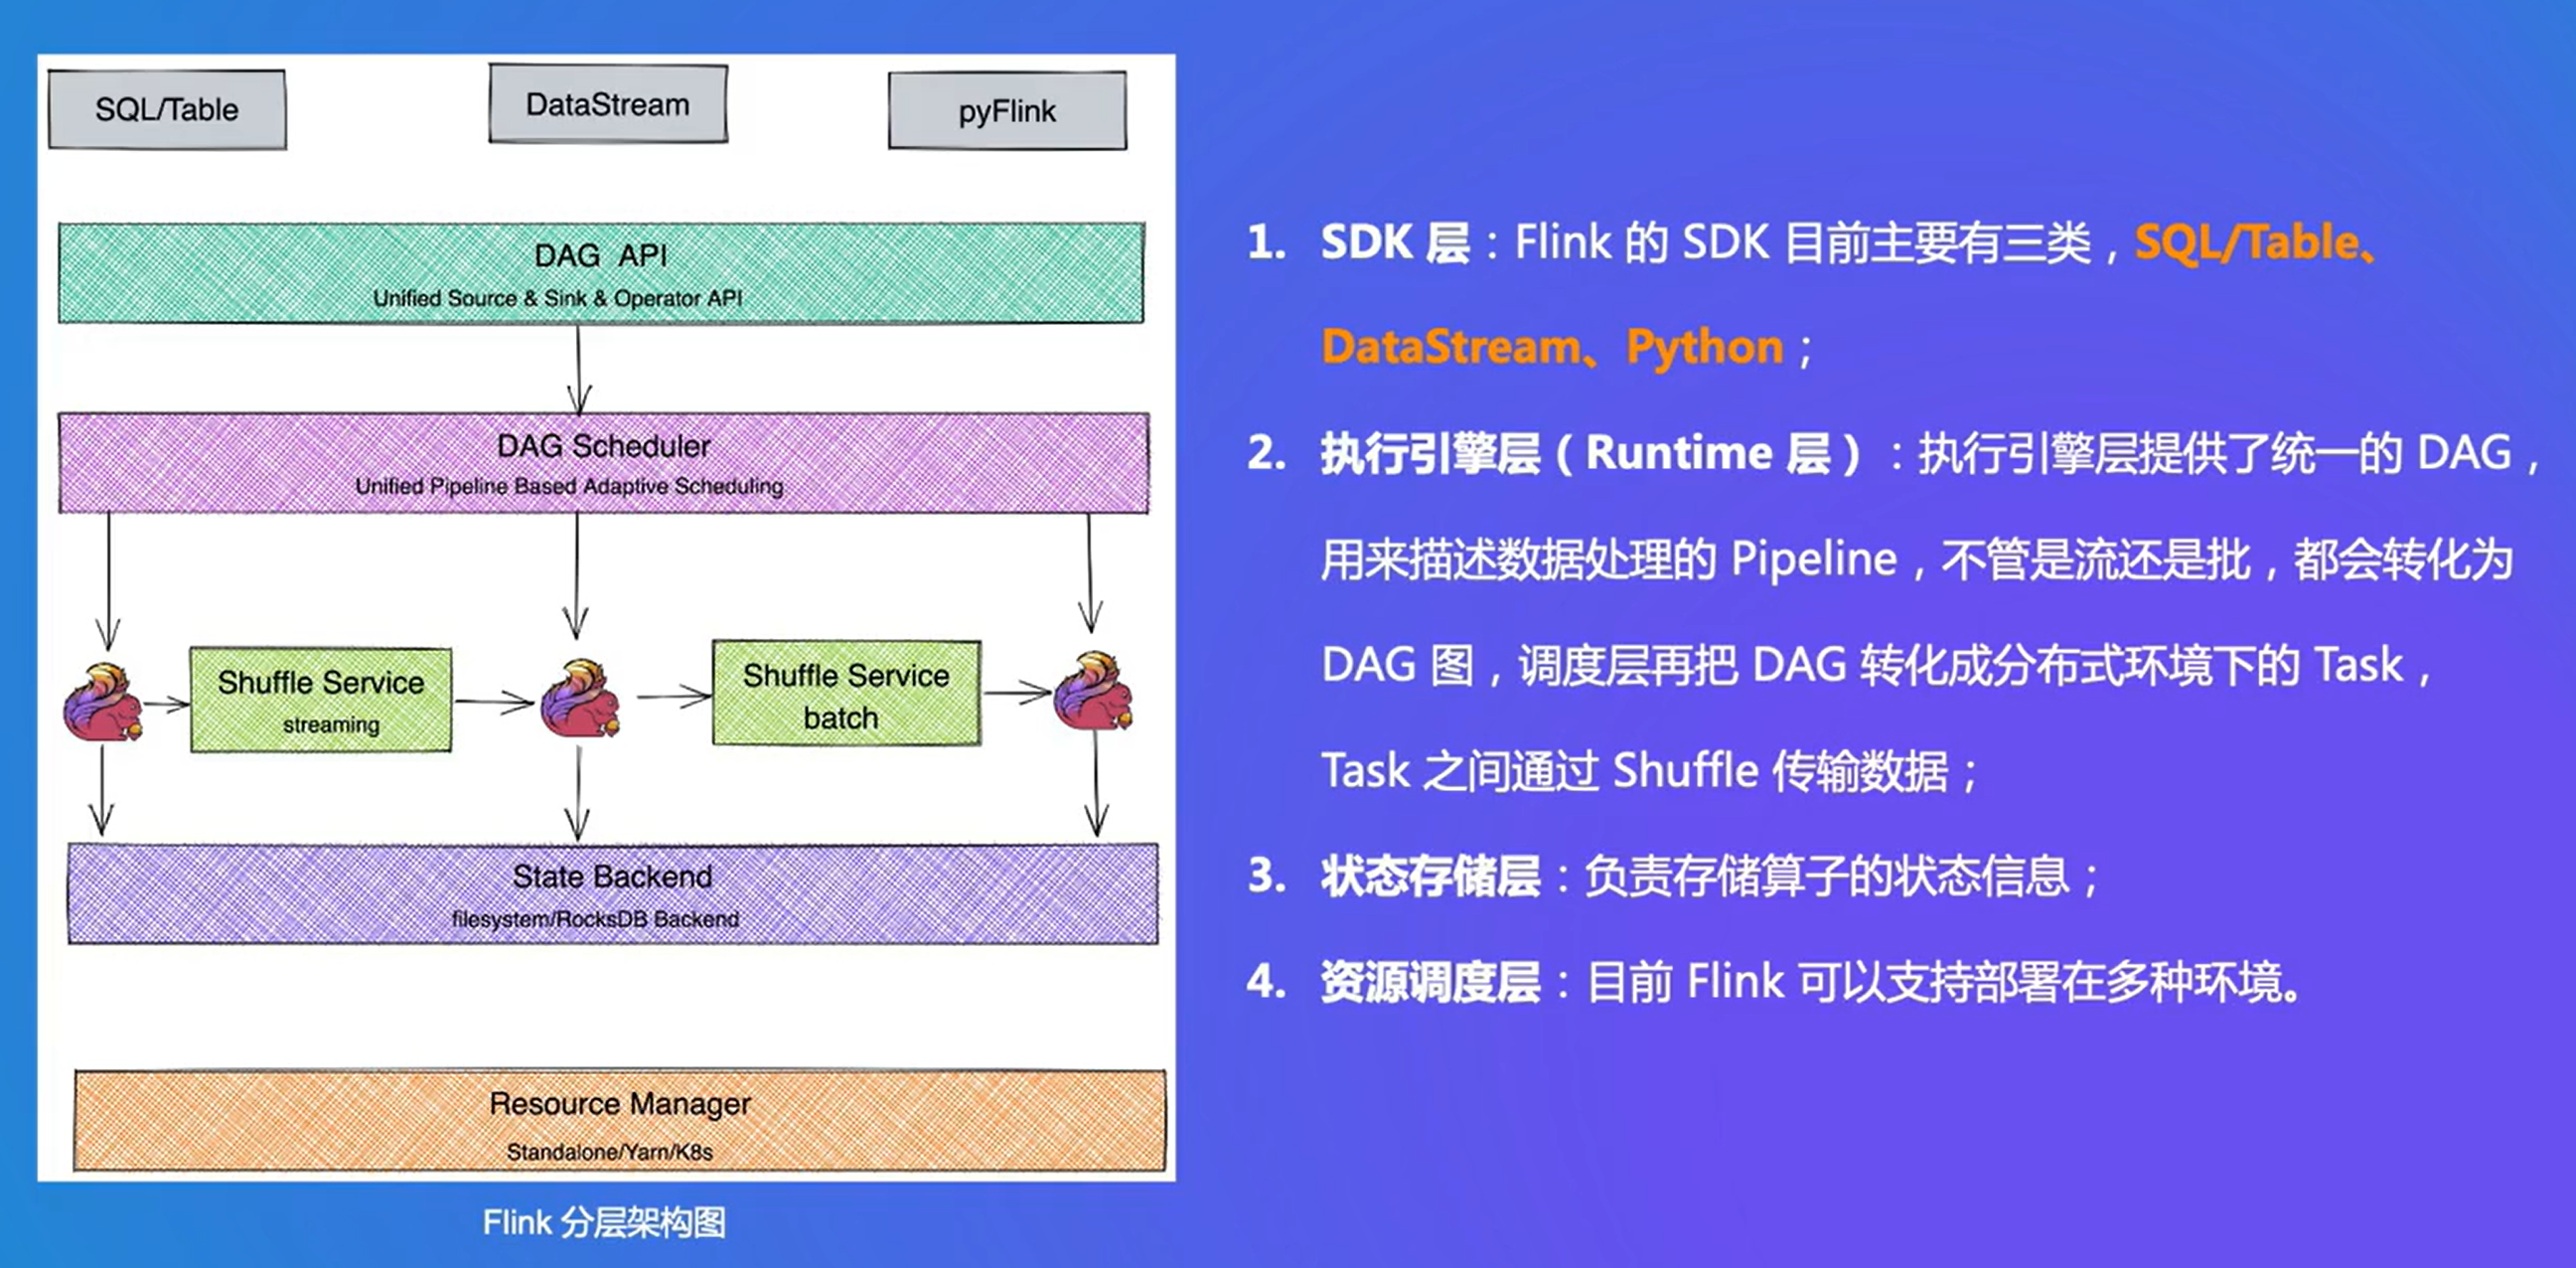 SQL/Table
DataStream
pyFlink
DAG API
Unified Source & Sink & Operator API
DAG Scheduler
Unified Pipeline Based Adaptive Scheduling
Shuffle Service
streaming
Shuffle Service
batch
State Backend
filesystem/RocksDB Backend
Resource Manager
Standalone/Yarn/K8s
Flink 分层架构图
1. SDK 层：Flink 的 SDK 目前主要有三类，SQL/Table、
DataStream、Python；
2. 执行引擎层（Runtime 层）：执行引擎层提供了统一的 DAG，
用来描述数据处理的 Pipeline，不管是流还是批，都会转化为
DAG 图，调度层再把 DAG 转化成分布式环境下的 Task，
Task 之间通过 Shuffle 传输数据；
3. 状态存储层：负责存储算子的状态信息；
4. 资源调度层：目前 Flink 可以支持部署在多种环境。